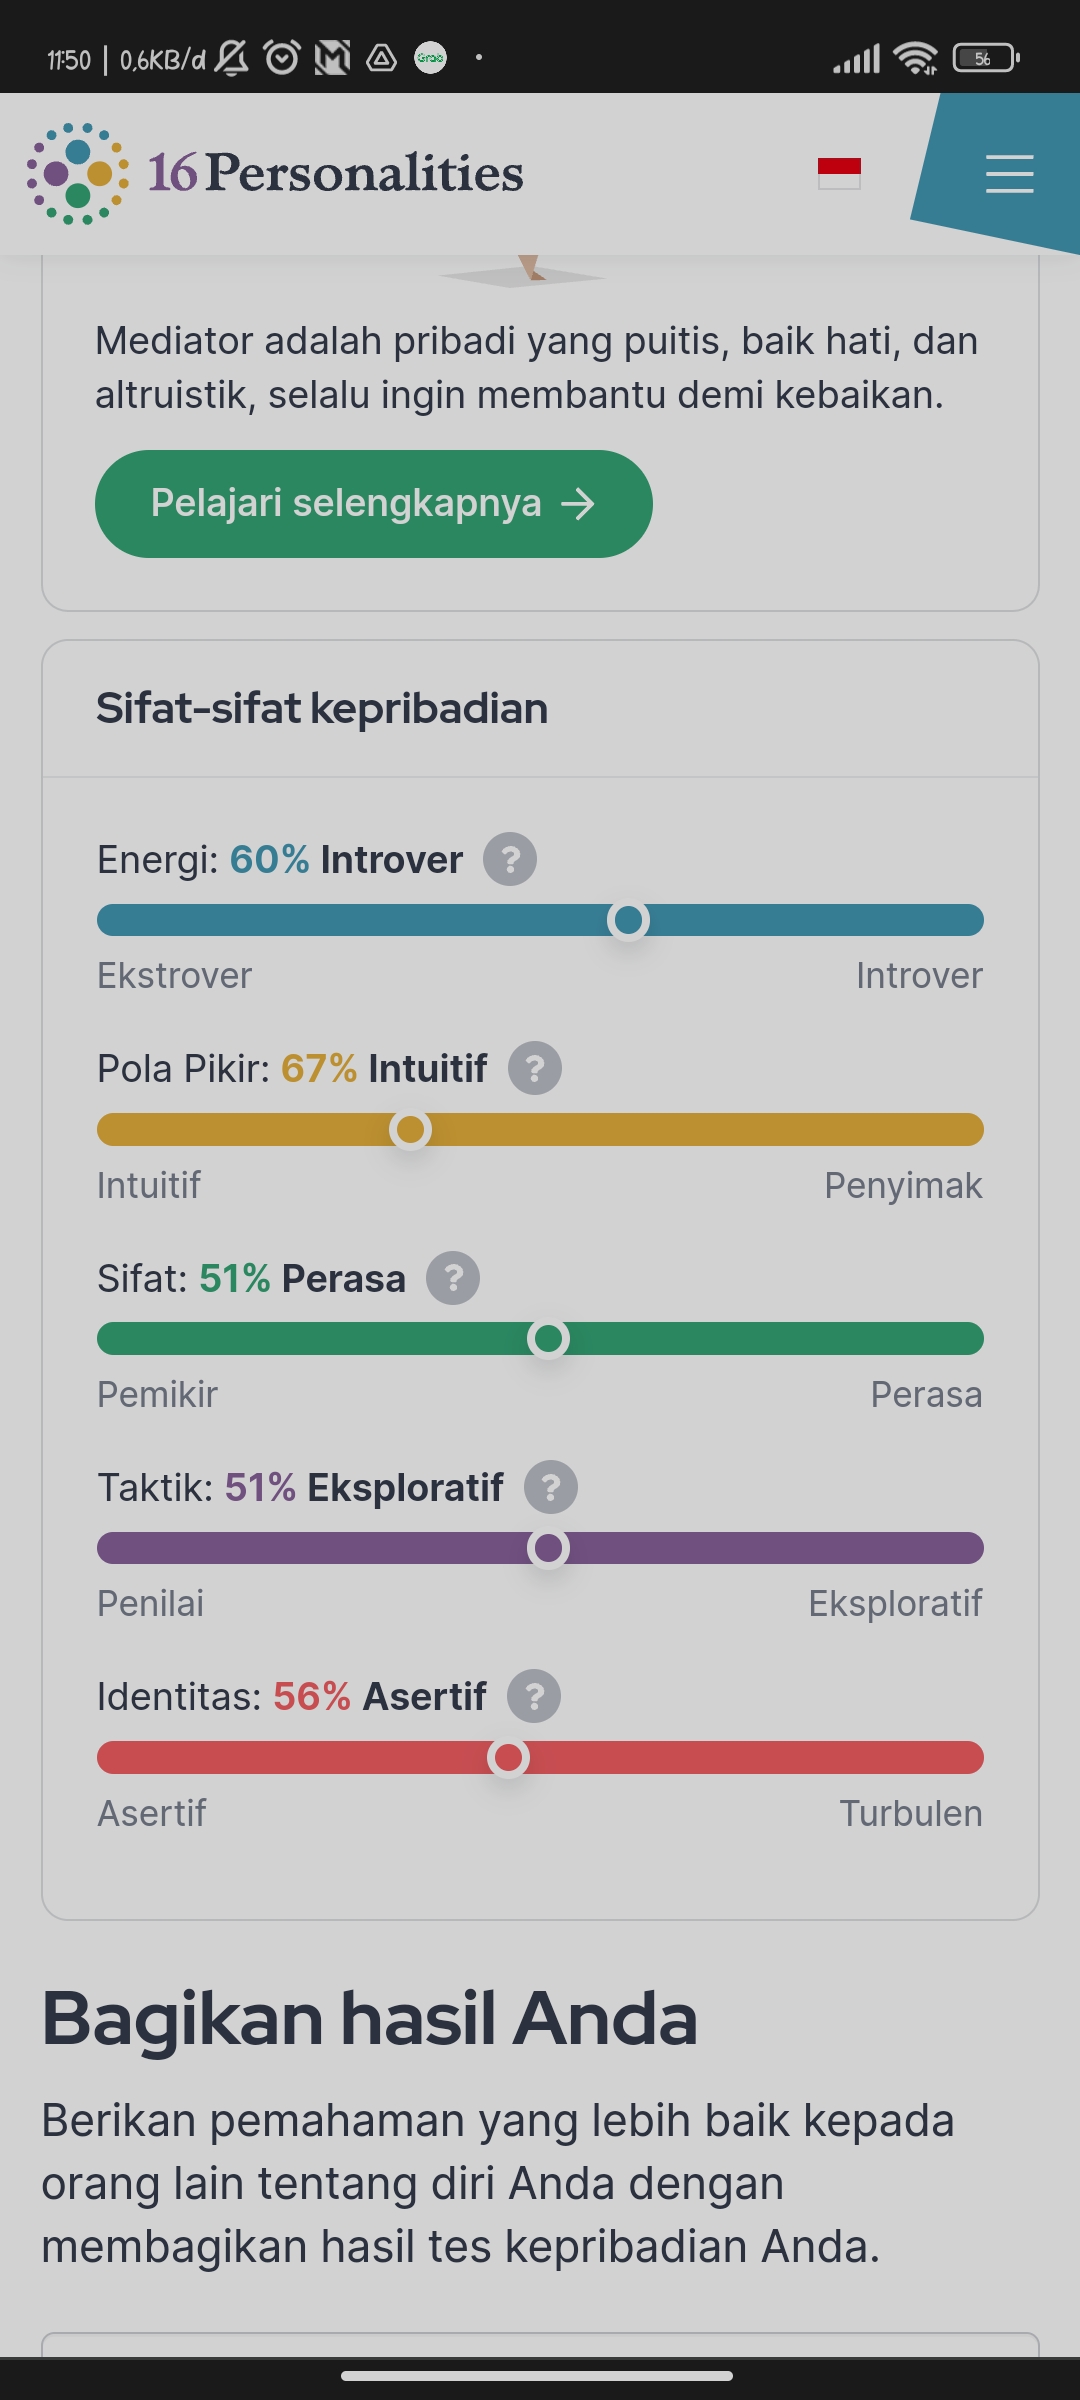 11:50 | 0,6KB/d
Grab
56
16Personalities
Mediator adalah pribadi yang puitis, baik hati, dan
altruistik, selalu ingin membantu demi kebaikan.
Pelajari selengkapnya →
Sifat-sifat kepribadian
Energi: 60% Introver ?
Ekstrover Introver
Pola Pikir: 67% Intuitif ?
Intuitif Penyimak
Sifat: 51% Perasa ?
Pemikir Perasa
Taktik: 51% Eksploratif ?
Penilai Eksploratif
Identitas: 56% Asertif ?
Asertif Turbulen
Bagikan hasil Anda
Berikan pemahaman yang lebih baik kepada
orang lain tentang diri Anda dengan
membagikan hasil tes kepribadian Anda.